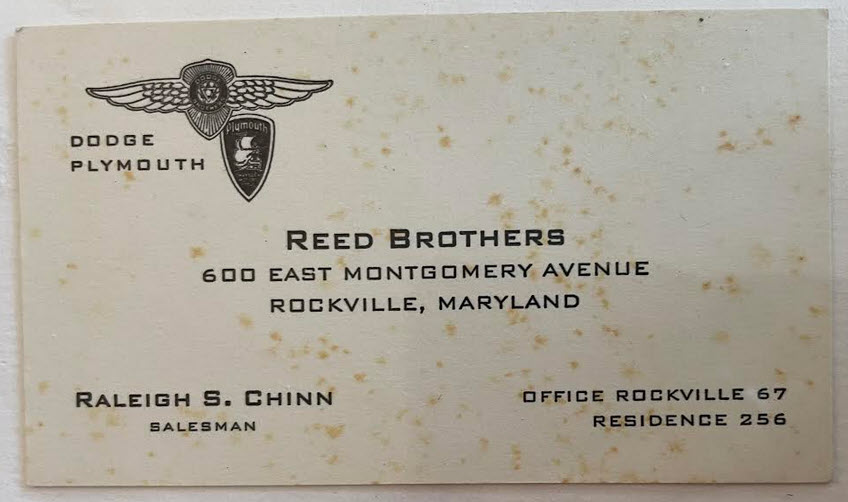 Plymouth
DODGE
PLYMOUTH
REED BROTHERS
600 EAST MONTGOMERY AVENUE
ROCKVILLE, MARYLAND
RALEIGH S. CHINN
SALESMAN
OFFICE ROCKVILLE 67
RESIDENCE 256